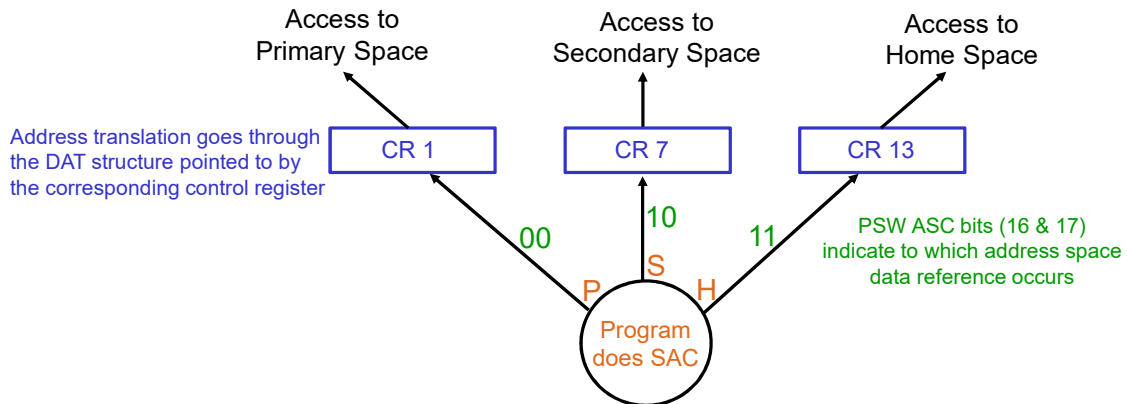 Access to
Primary Space
Access to
Secondary Space
Access to
Home Space
Address translation goes through
the DAT structure pointed to by
the corresponding control register
CR 1
CR 7
CR 13
00
10
11
PSW ASC bits (16 & 17)
indicate to which address space
data reference occurs
P
S
H
Program
does SAC